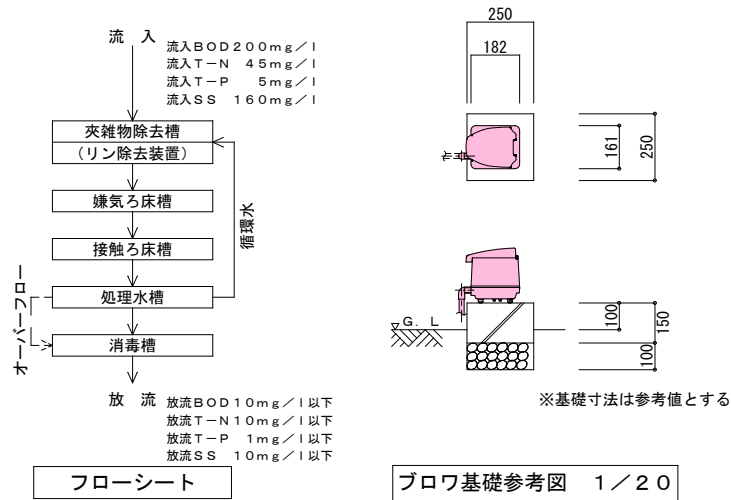 流 入
流入BOD200mg/l
流入T-N 45mg/l
流入T-P 5mg/l
流入SS 160mg/l
夾雑物除去槽
(リン除去装置)
嫌気ろ床槽
接触ろ床槽
処理水槽
消毒槽
循環水
オーバーフロー
放 流
放流BOD10mg/l以下
放流T-N10mg/l以下
放流T-P 1mg/l以下
放流SS 10mg/l以下
フローシート
250
182
161
250
G.L
100
150
100
※基礎寸法は参考値とする
ブロワ基礎参考図 1/20